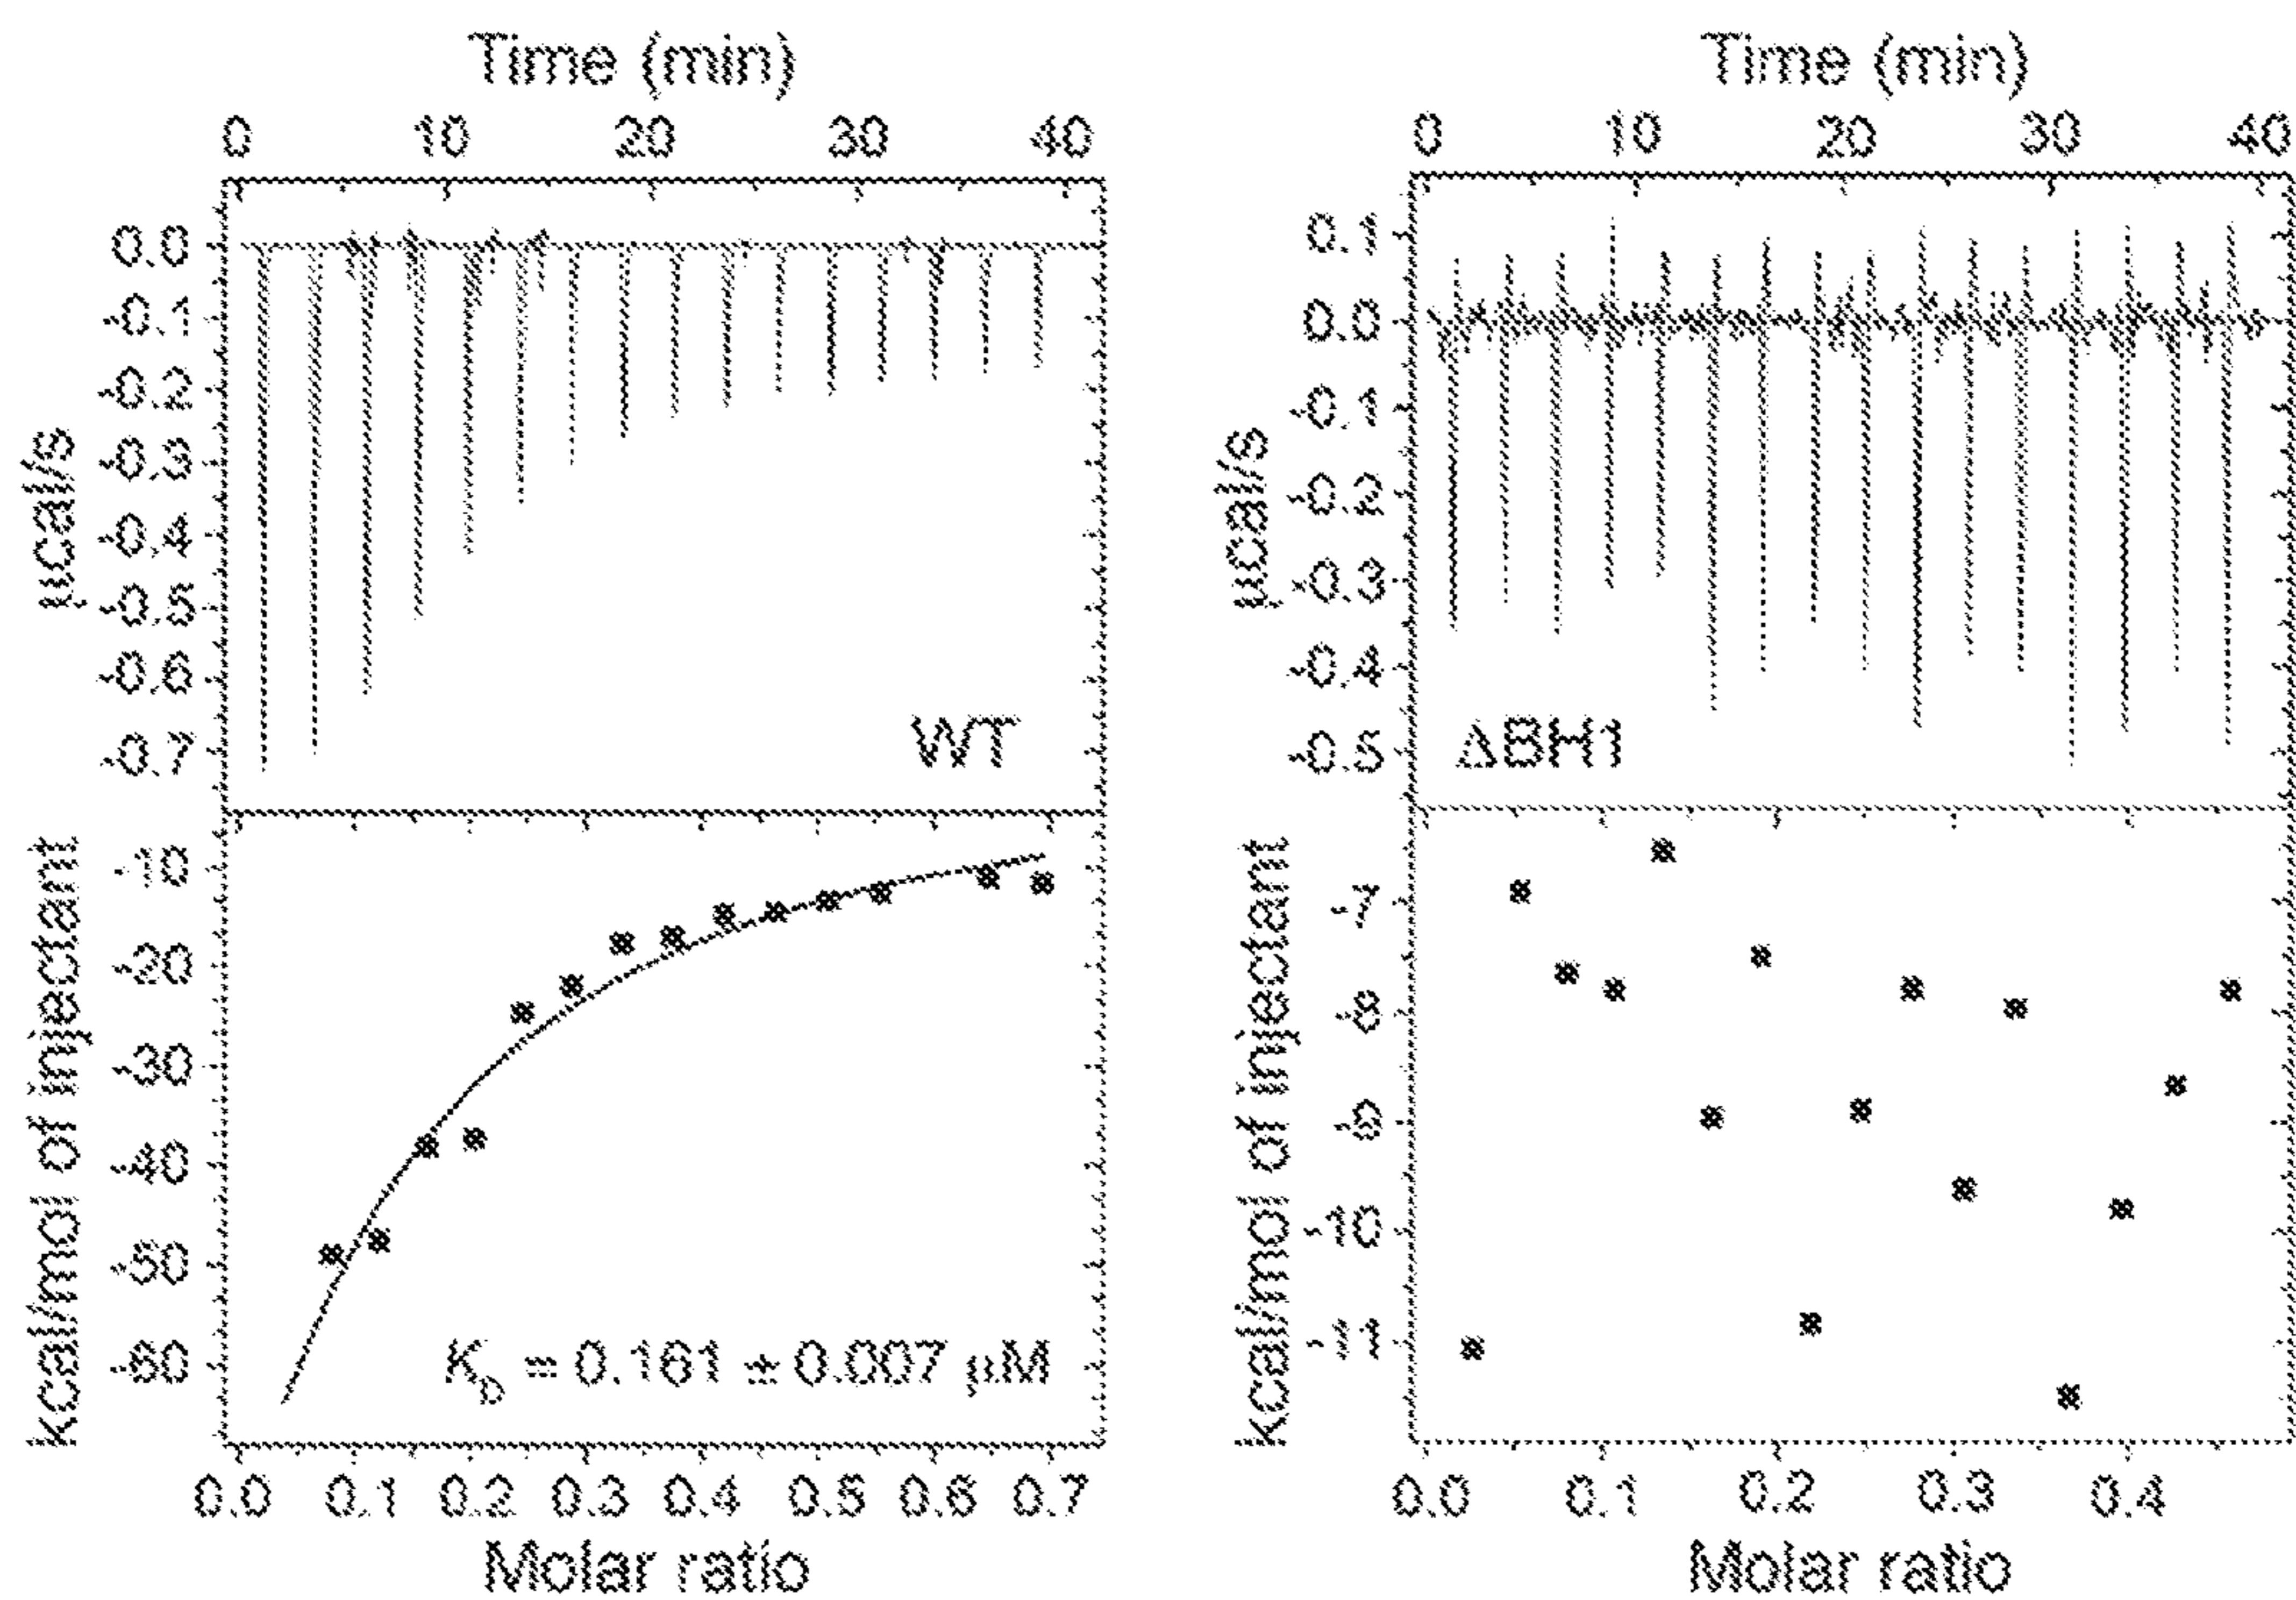 Time (min)
0 10 20 30 40
0.0
-0.1
-0.2
-0.3
-0.4
-0.5
-0.6
-0.7
µcal/s
WT
-10
-20
-30
-40
-50
-60
kcal/mol of injectant
K_D = 0.161 ± 0.007 µM
0.0 0.1 0.2 0.3 0.4 0.5 0.6 0.7
Molar ratio
Time (min)
0 10 20 30 40
0.1
0.0
-0.1
-0.2
-0.3
-0.4
-0.5
µcal/s
ΔBH1
-7
-8
-9
-10
-11
kcal/mol of injectant
0.0 0.1 0.2 0.3 0.4
Molar ratio